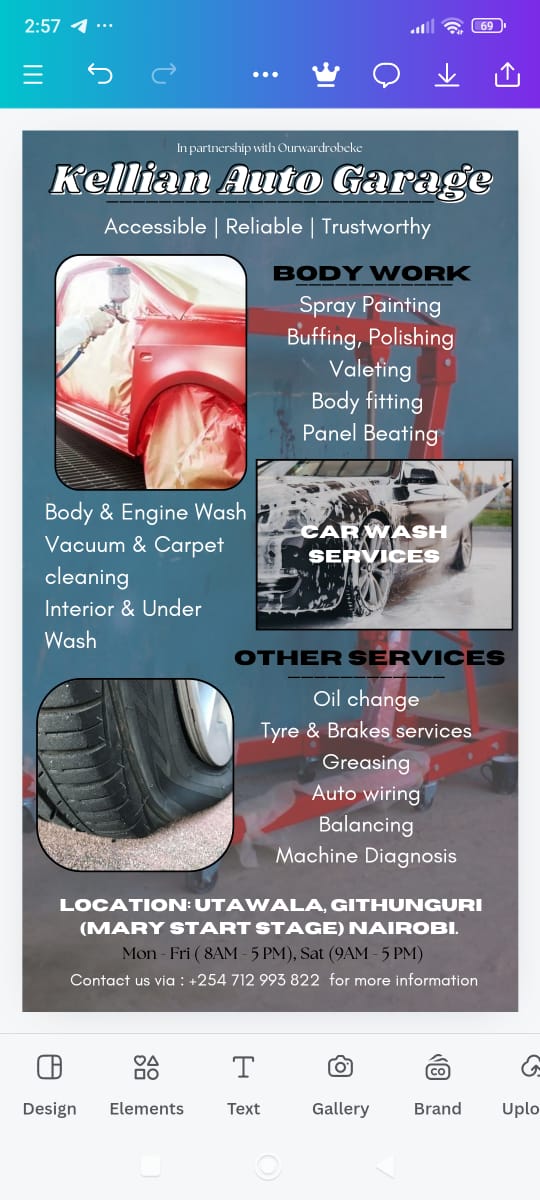 2:57
69
In partnership with Ourwardrobeke
Kellian Auto Garage
Accessible | Reliable | Trustworthy
BODY WORK
Spray Painting
Buffing, Polishing
Valeting
Body fitting
Panel Beating
Body & Engine Wash
Vacuum & Carpet
cleaning
Interior & Under
Wash
CAR WASH
SERVICES
OTHER SERVICES
Oil change
Tyre & Brakes services
Greasing
Auto wiring
Balancing
Machine Diagnosis
LOCATION: UTAWALA, GITHUNGURI
(MARY START STAGE) NAIROBI.
Mon - Fri ( 8AM - 5 PM), Sat (9AM - 5 PM)
Contact us via : +254 712 993 822 for more information
CO
Design Elements Text Gallery Brand Uplo